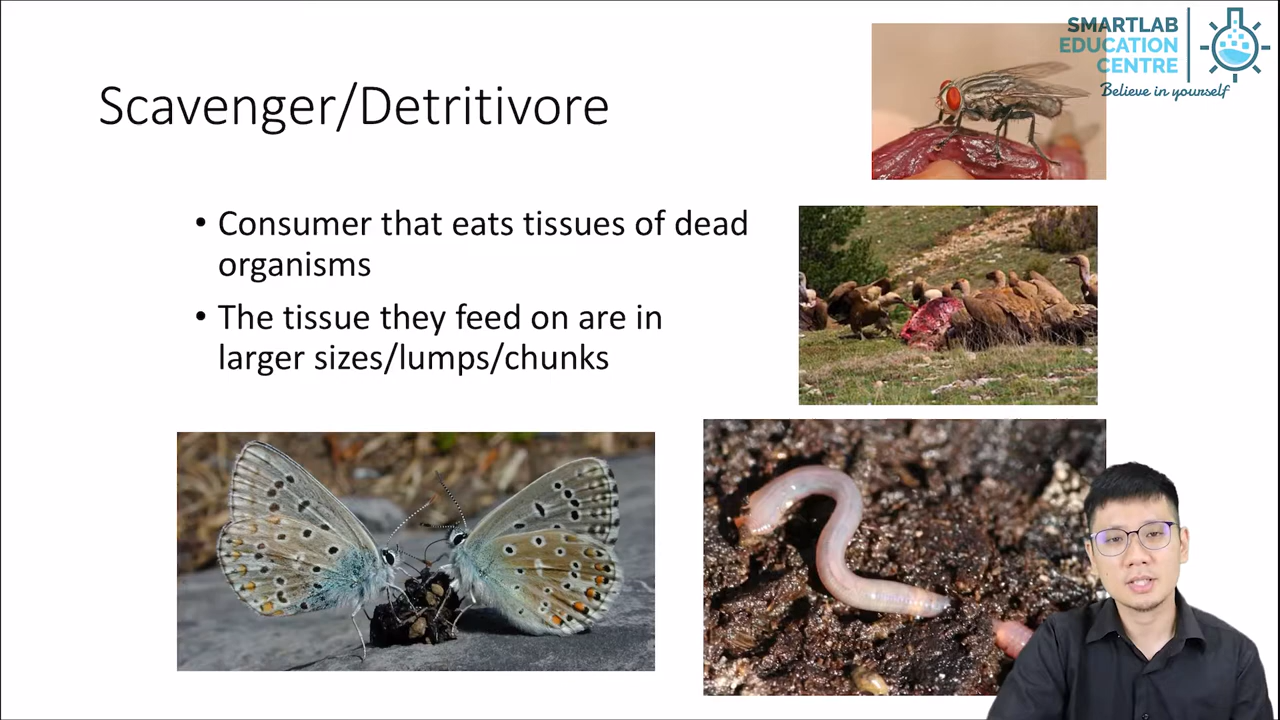 SMARTLAB
EDUCATION
CENTRE
Believe in yourself
Scavenger/Detritivore
• Consumer that eats tissues of dead
organisms
• The tissue they feed on are in
larger sizes/lumps/chunks